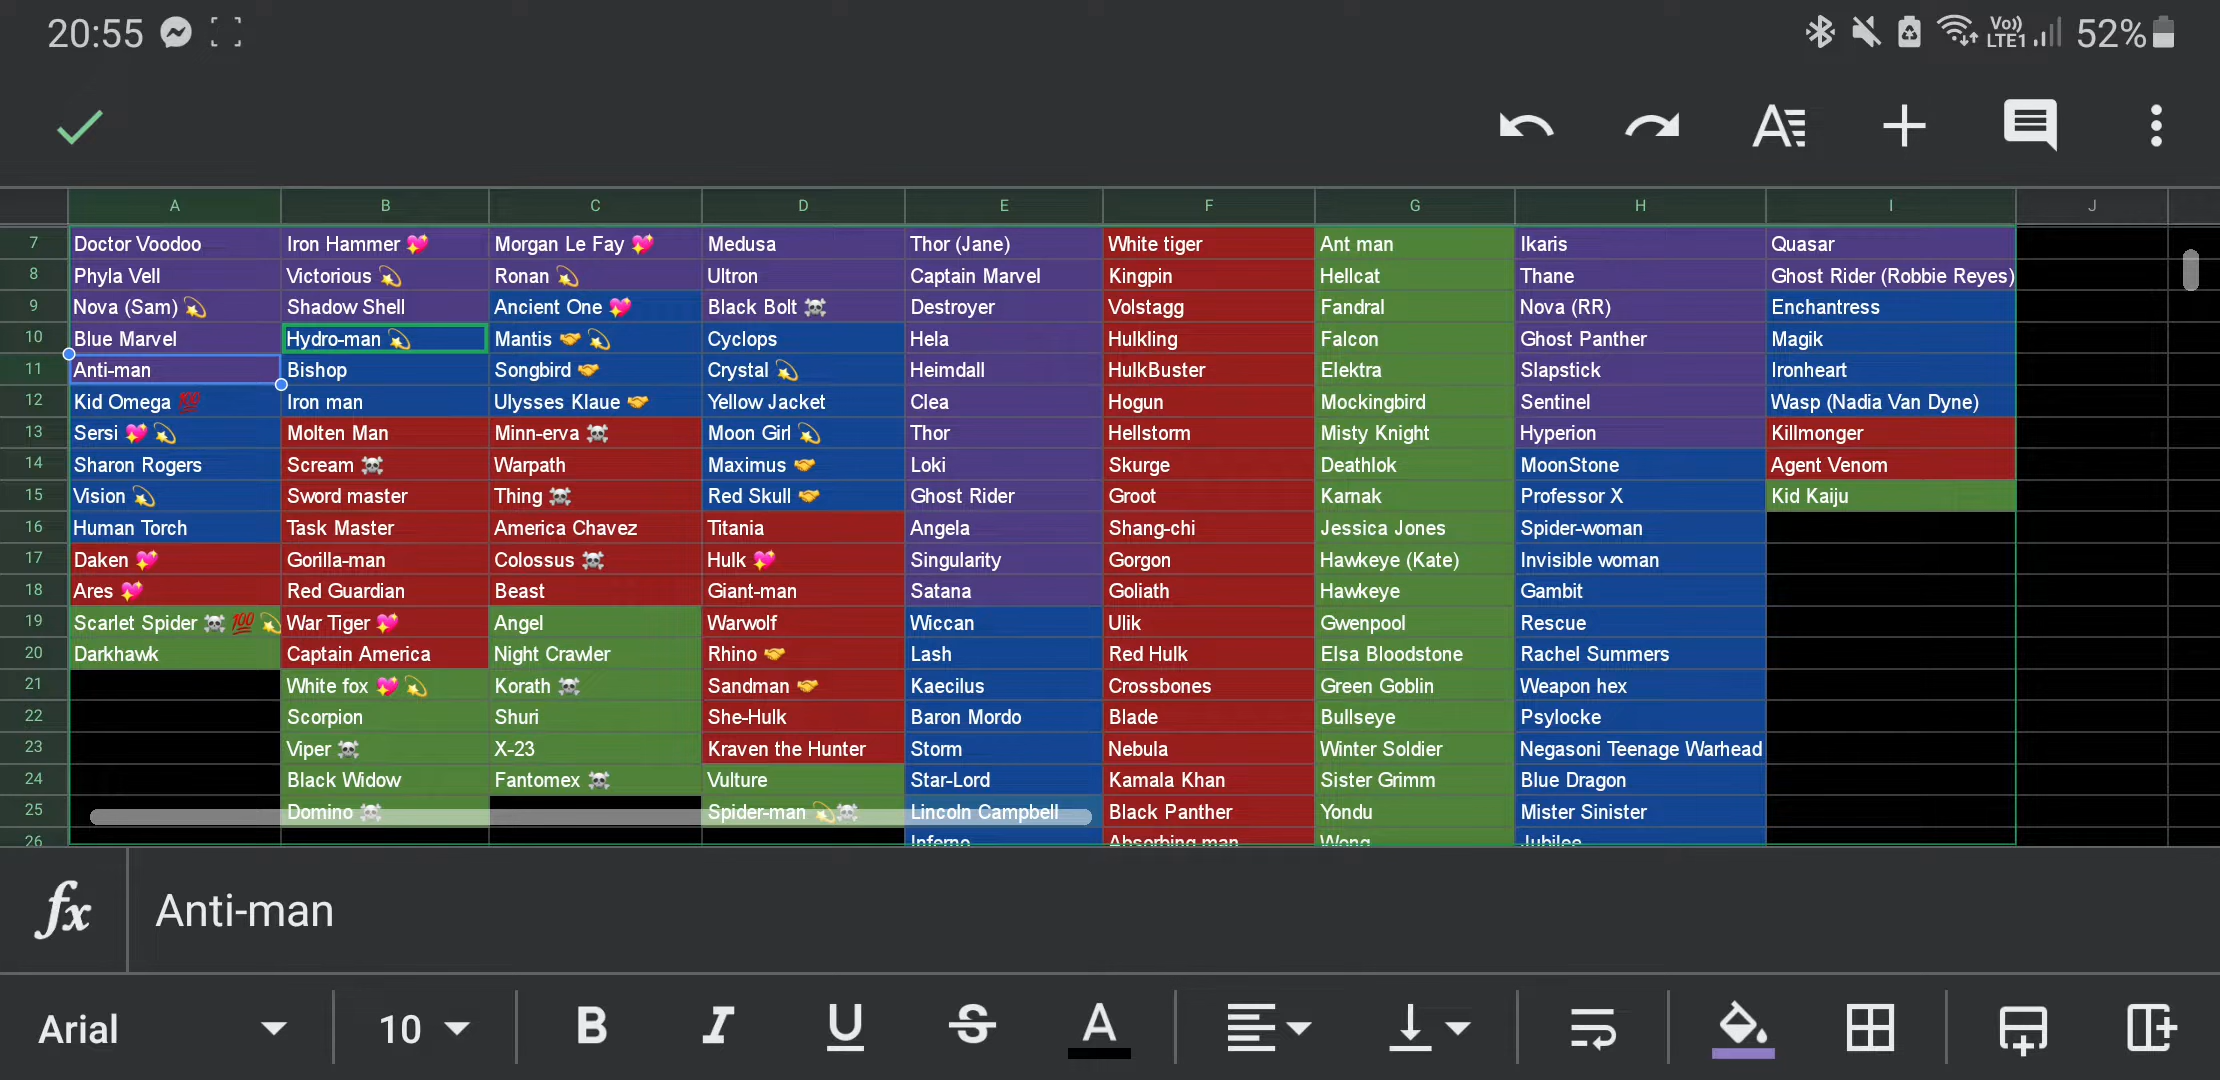 20:55 Vo)) LTE1 52%
A B C D E F G H I J
7 Doctor Voodoo Iron Hammer 💖 Morgan Le Fay 💖 Medusa Thor (Jane) White tiger Ant man Ikaris Quasar
8 Phyla Vell Victorious 💫 Ronan 💫 Ultron Captain Marvel Kingpin Hellcat Thane Ghost Rider (Robbie Reyes)
9 Nova (Sam) 💫 Shadow Shell Ancient One 💖 Black Bolt ☠️ Destroyer Volstagg Fandral Nova (RR) Enchantress
10 Blue Marvel Hydro-man 💫 Mantis 🤝 💫 Cyclops Hela Hulkling Falcon Ghost Panther Magik
11 Anti-man Bishop Songbird 🤝 Crystal 💫 Heimdall HulkBuster Elektra Slapstick Ironheart
12 Kid Omega 💯 Iron man Ulysses Klaue 🤝 Yellow Jacket Clea Hogun Mockingbird Sentinel Wasp (Nadia Van Dyne)
13 Sersi 💖 💫 Molten Man Minn-erva ☠️ Moon Girl 💫 Thor Hellstorm Misty Knight Hyperion Killmonger
14 Sharon Rogers Scream ☠️ Warpath Maximus 🤝 Loki Skurge Deathlok MoonStone Agent Venom
15 Vision 💫 Sword master Thing ☠️ Red Skull 🤝 Ghost Rider Groot Karnak Professor X Kid Kaiju
16 Human Torch Task Master America Chavez Titania Angela Shang-chi Jessica Jones Spider-woman
17 Daken 💖 Gorilla-man Colossus ☠️ Hulk 💖 Singularity Gorgon Hawkeye (Kate) Invisible woman
18 Ares 💖 Red Guardian Beast Giant-man Satana Goliath Hawkeye Gambit
19 Scarlet Spider ☠️ 💯 💫 War Tiger 💖 Angel Warwolf Wiccan Ulik Gwenpool Rescue
20 Darkhawk Captain America Night Crawler Rhino 🤝 Lash Red Hulk Elsa Bloodstone Rachel Summers
21 White fox 💖 💫 Korath ☠️ Sandman 🤝 Kaecilus Crossbones Green Goblin Weapon hex
22 Scorpion Shuri She-Hulk Baron Mordo Blade Bullseye Psylocke
23 Viper ☠️ X-23 Kraven the Hunter Storm Nebula Winter Soldier Negasoni Teenage Warhead
24 Black Widow Fantomex ☠️ Vulture Star-Lord Kamala Khan Sister Grimm Blue Dragon
25 Domino ☠️ Spider-man 💫☠️ Lincoln Campbell Black Panther Yondu Mister Sinister
26 Inferno Absorbing man Wong Jubilee
fx Anti-man
Arial 10 B I U S A